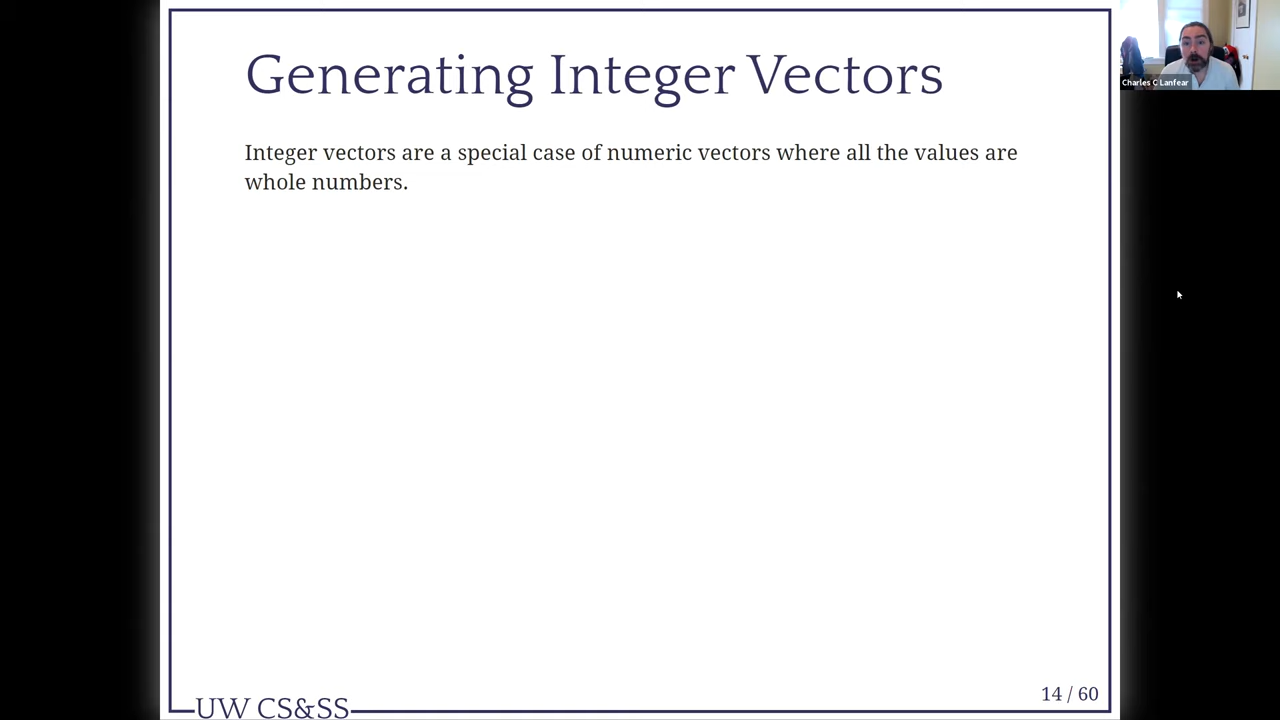 Generating Integer Vectors
Charles C Lanfear
Integer vectors are a special case of numeric vectors where all the values are
whole numbers.
14 / 60
UW CS&SS